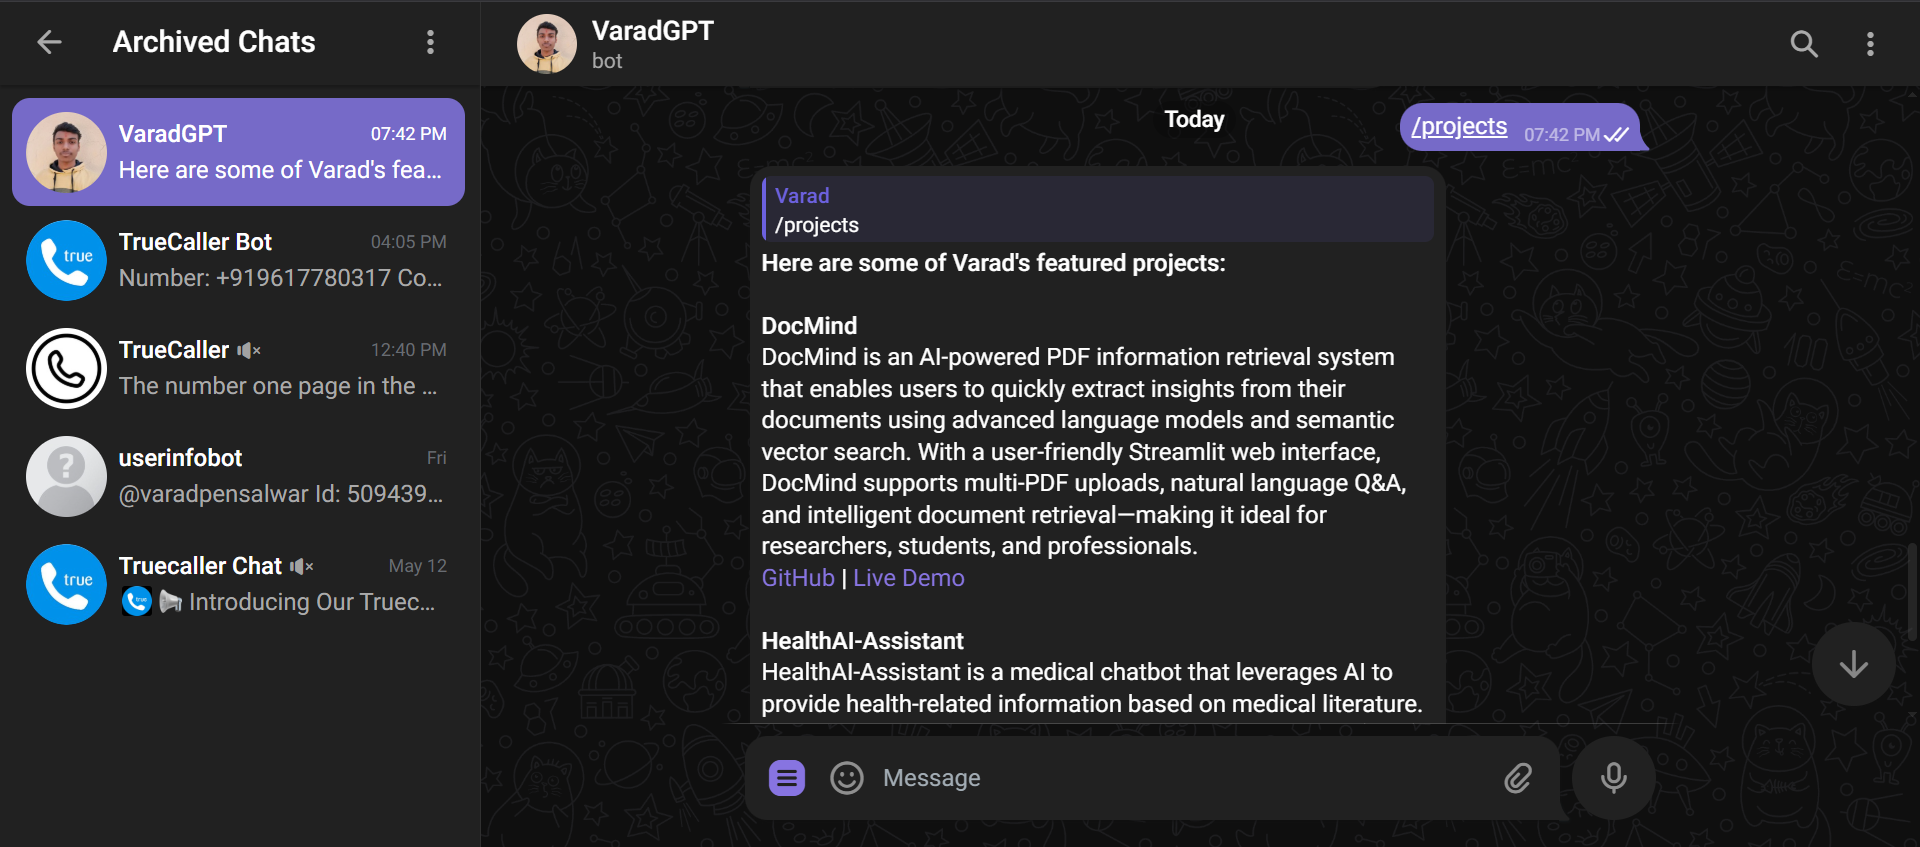 Archived Chats
VaradGPT 07:42 PM
Here are some of Varad's fea...
true
TrueCaller Bot 04:05 PM
Number: +919617780317 Co...
TrueCaller 12:40 PM
The number one page in the ...
?
userinfobot Fri
@varadpensalwar Id: 509439...
true
Truecaller Chat May 12
Introducing Our Truec...
VaradGPT
bot
Today
/projects 07:42 PM
Varad
/projects
Here are some of Varad's featured projects:
DocMind
DocMind is an AI-powered PDF information retrieval system
that enables users to quickly extract insights from their
documents using advanced language models and semantic
vector search. With a user-friendly Streamlit web interface,
DocMind supports multi-PDF uploads, natural language Q&A,
and intelligent document retrieval—making it ideal for
researchers, students, and professionals.
GitHub | Live Demo
HealthAI-Assistant
HealthAI-Assistant is a medical chatbot that leverages AI to
provide health-related information based on medical literature.
Message